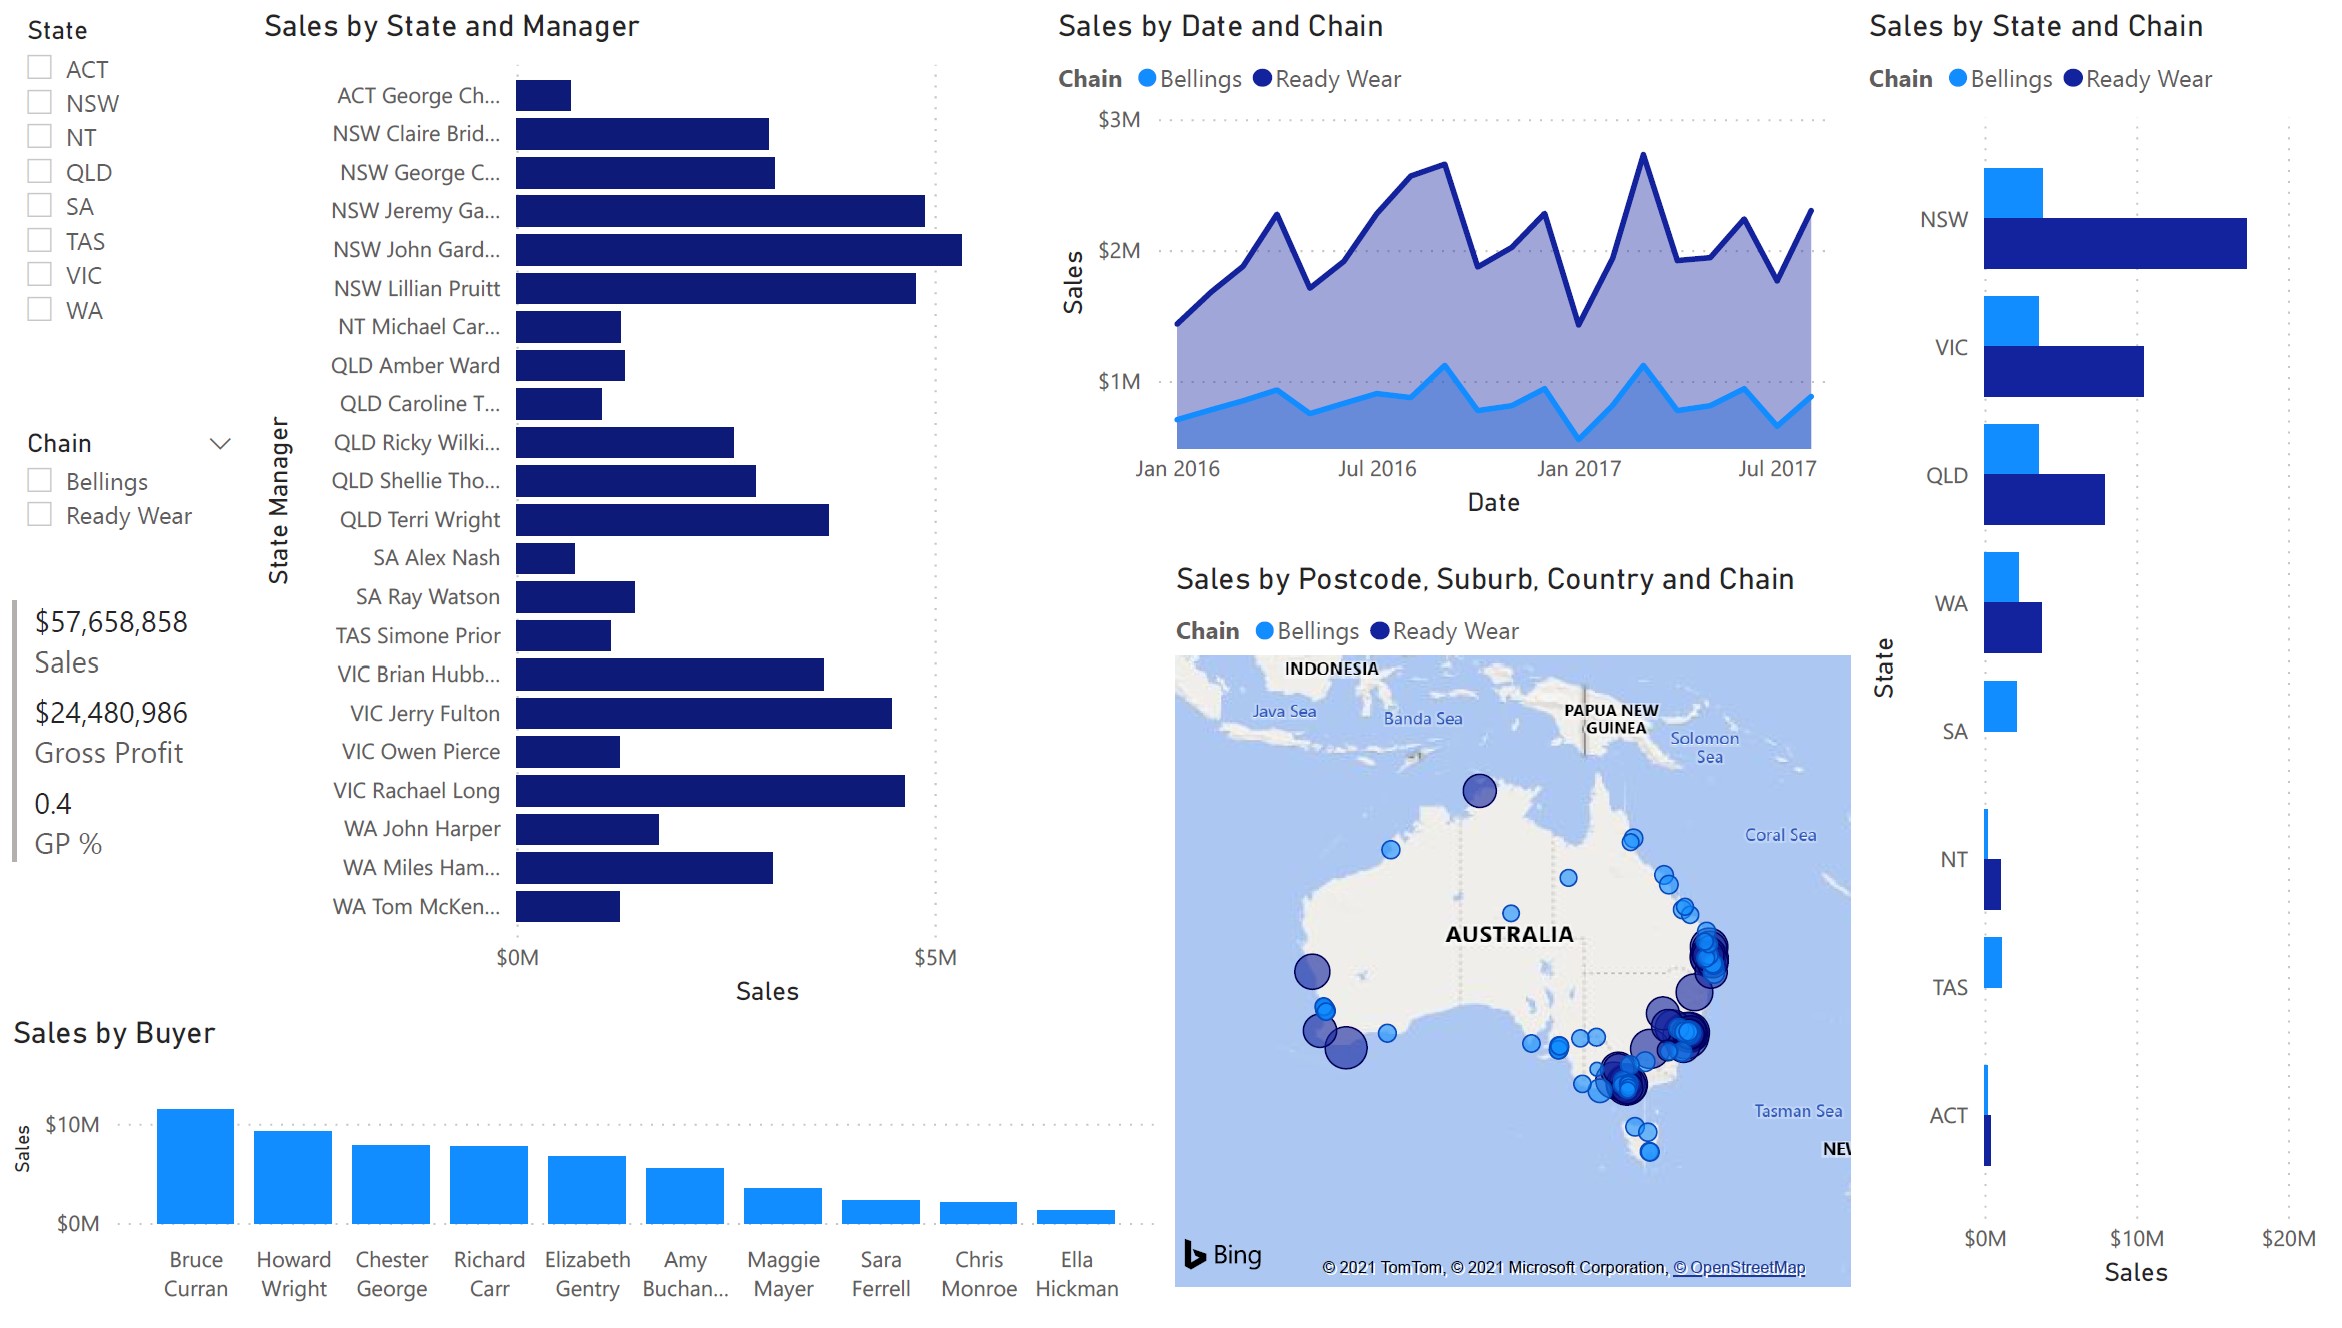 State
ACT
NSW
NT
QLD
SA
TAS
VIC
WA
Chain
Bellings
Ready Wear
$57,658,858
Sales
$24,480,986
Gross Profit
0.4
GP %
Sales by State and Manager
State Manager
ACT George Ch...
NSW Claire Brid...
NSW George C...
NSW Jeremy Ga...
NSW John Gard...
NSW Lillian Pruitt
NT Michael Car...
QLD Amber Ward
QLD Caroline T...
QLD Ricky Wilki...
QLD Shellie Tho...
QLD Terri Wright
SA Alex Nash
SA Ray Watson
TAS Simone Prior
VIC Brian Hubb...
VIC Jerry Fulton
VIC Owen Pierce
VIC Rachael Long
WA John Harper
WA Miles Ham...
WA Tom McKen...
$0M $5M
Sales
Sales by Buyer
Sales
$10M
$0M
Bruce Curran
Howard Wright
Chester George
Richard Carr
Elizabeth Gentry
Amy Buchan...
Maggie Mayer
Sara Ferrell
Chris Monroe
Ella Hickman
Sales by Date and Chain
Chain Bellings Ready Wear
Sales
$3M
$2M
$1M
Jan 2016 Jul 2016 Jan 2017 Jul 2017
Date
Sales by Postcode, Suburb, Country and Chain
Chain Bellings Ready Wear
INDONESIA
Java Sea
Banda Sea
PAPUA NEW
GUINEA
Solomon
Sea
Coral Sea
AUSTRALIA
Tasman Sea
NEW
Bing
© 2021 TomTom, © 2021 Microsoft Corporation, © OpenStreetMap
Sales by State and Chain
Chain Bellings Ready Wear
State
NSW
VIC
QLD
WA
SA
NT
TAS
ACT
$0M $10M $20M
Sales